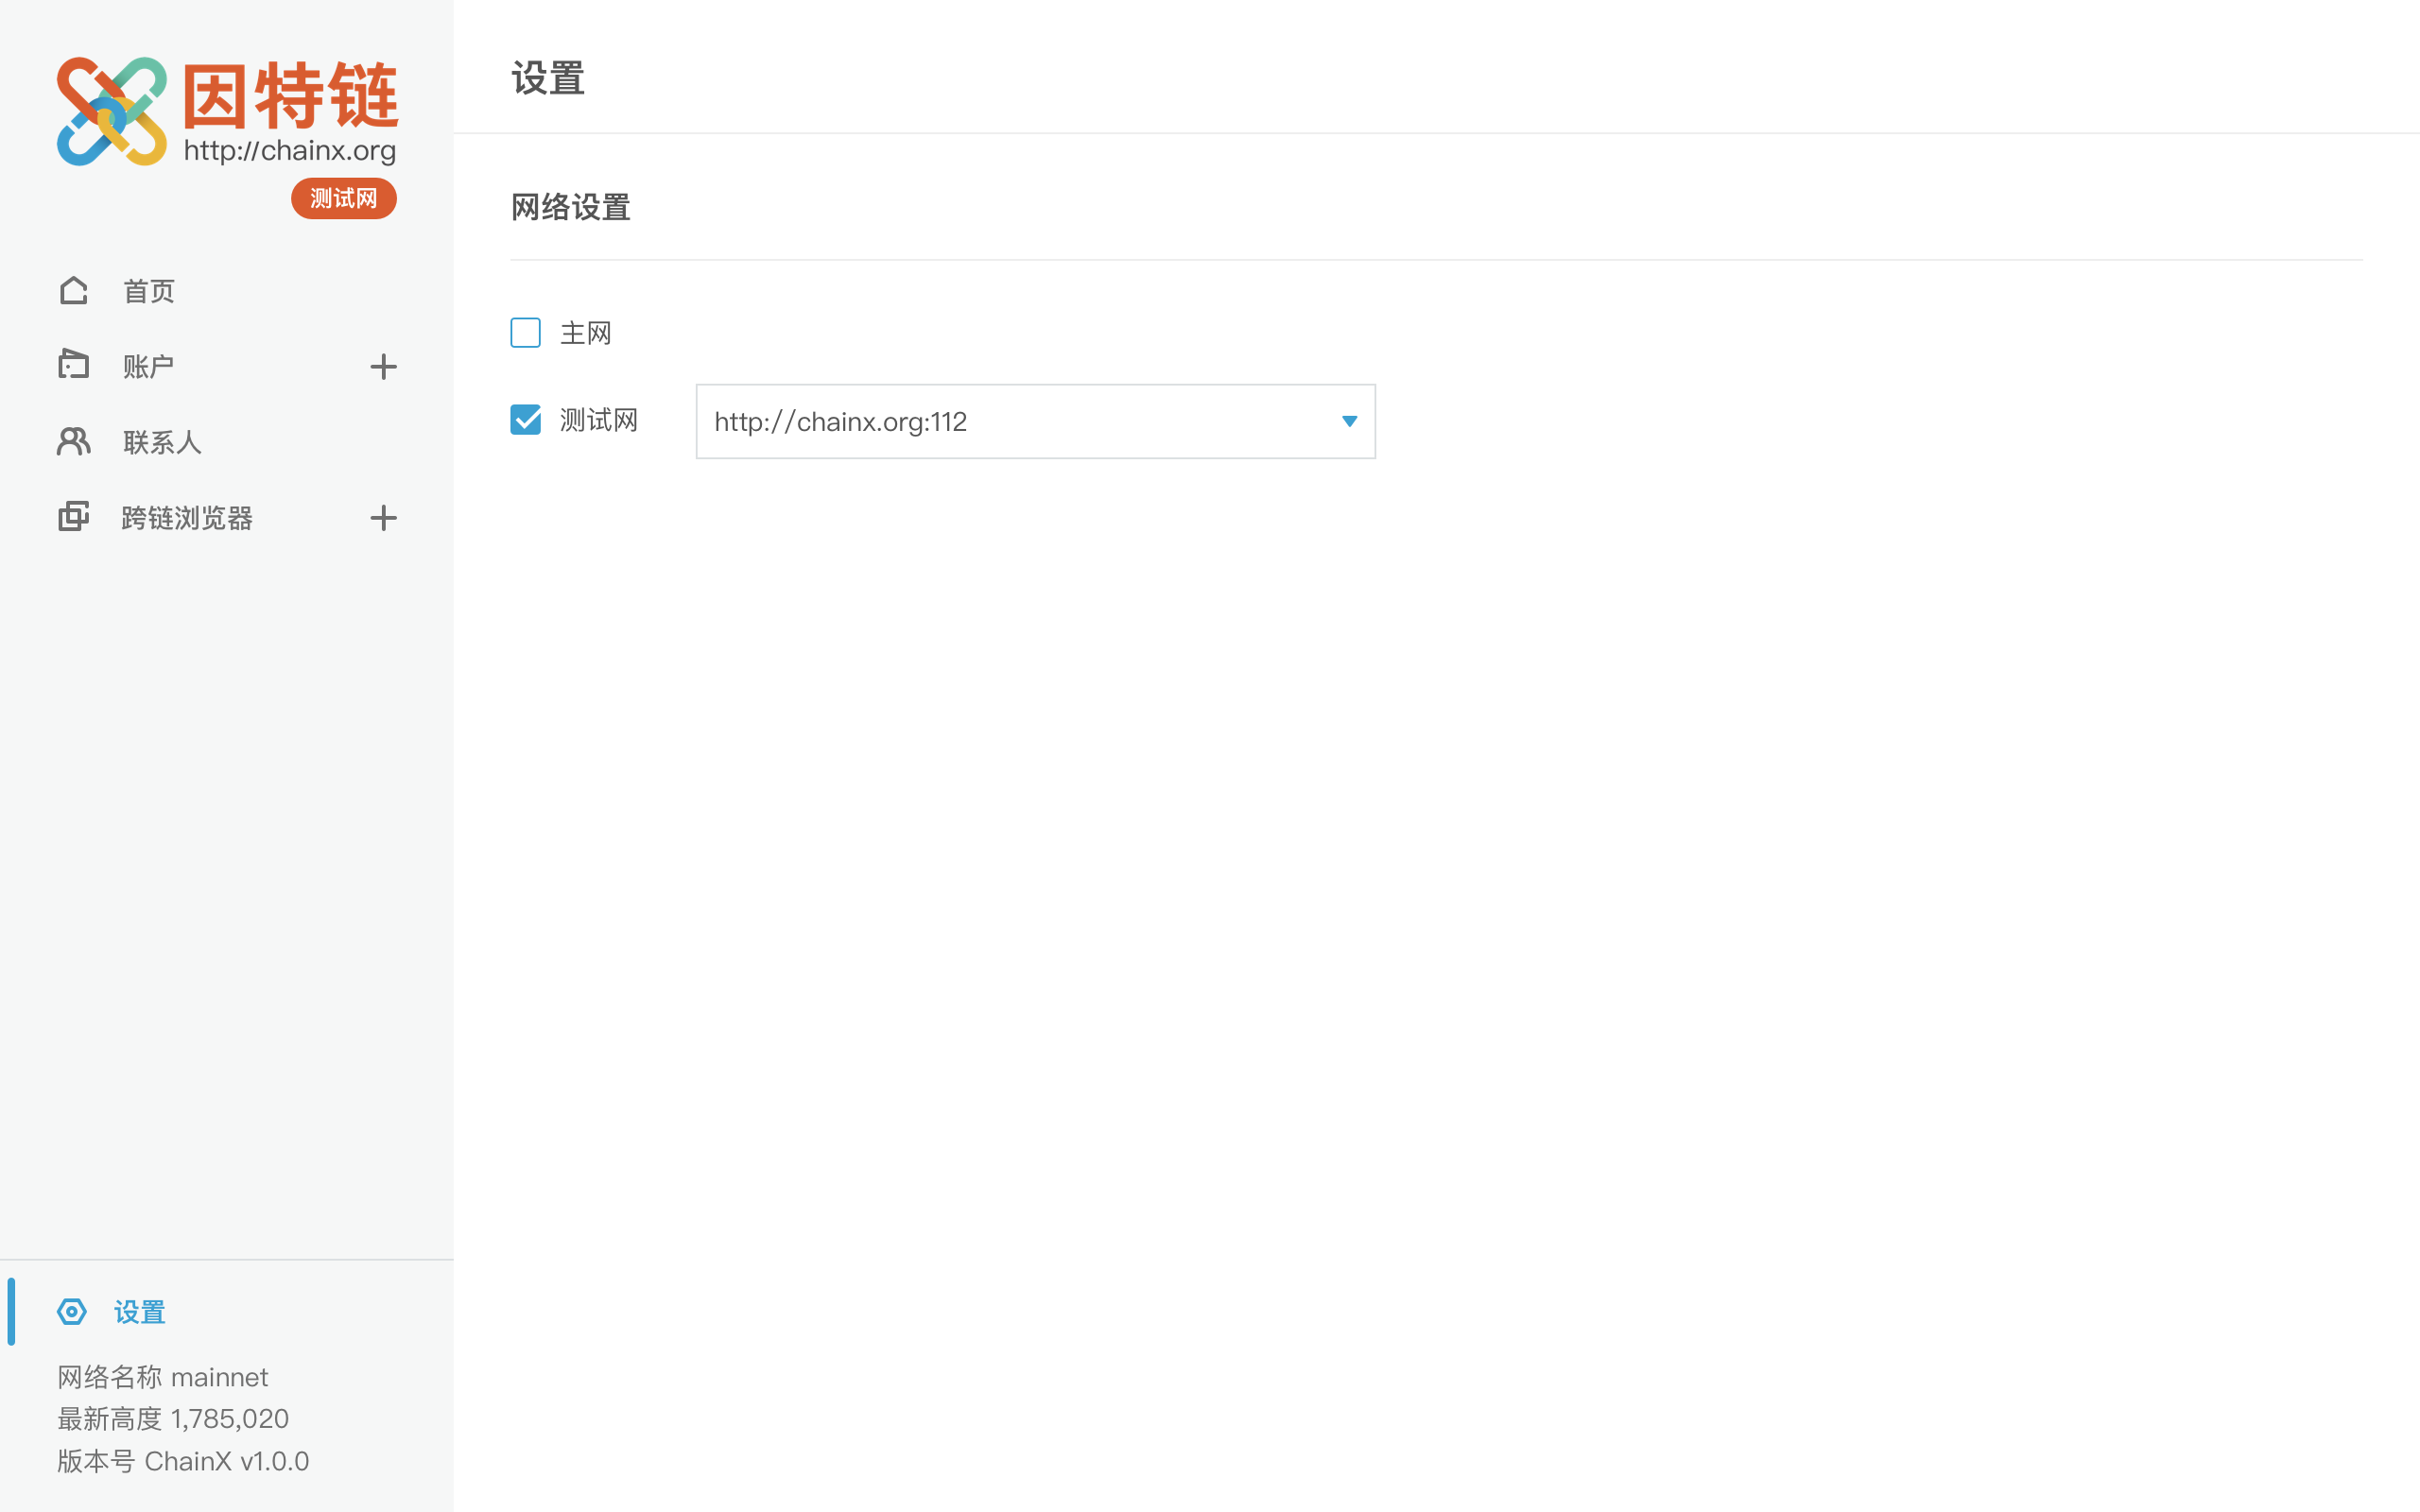 因特链
http://chainx.org
测试网
首页
账户
联系人
跨链浏览器
设置
网络名称 mainnet
最新高度 1,785,020
版本号 ChainX v1.0.0
设置
网络设置
主网
测试网 http://chainx.org:112